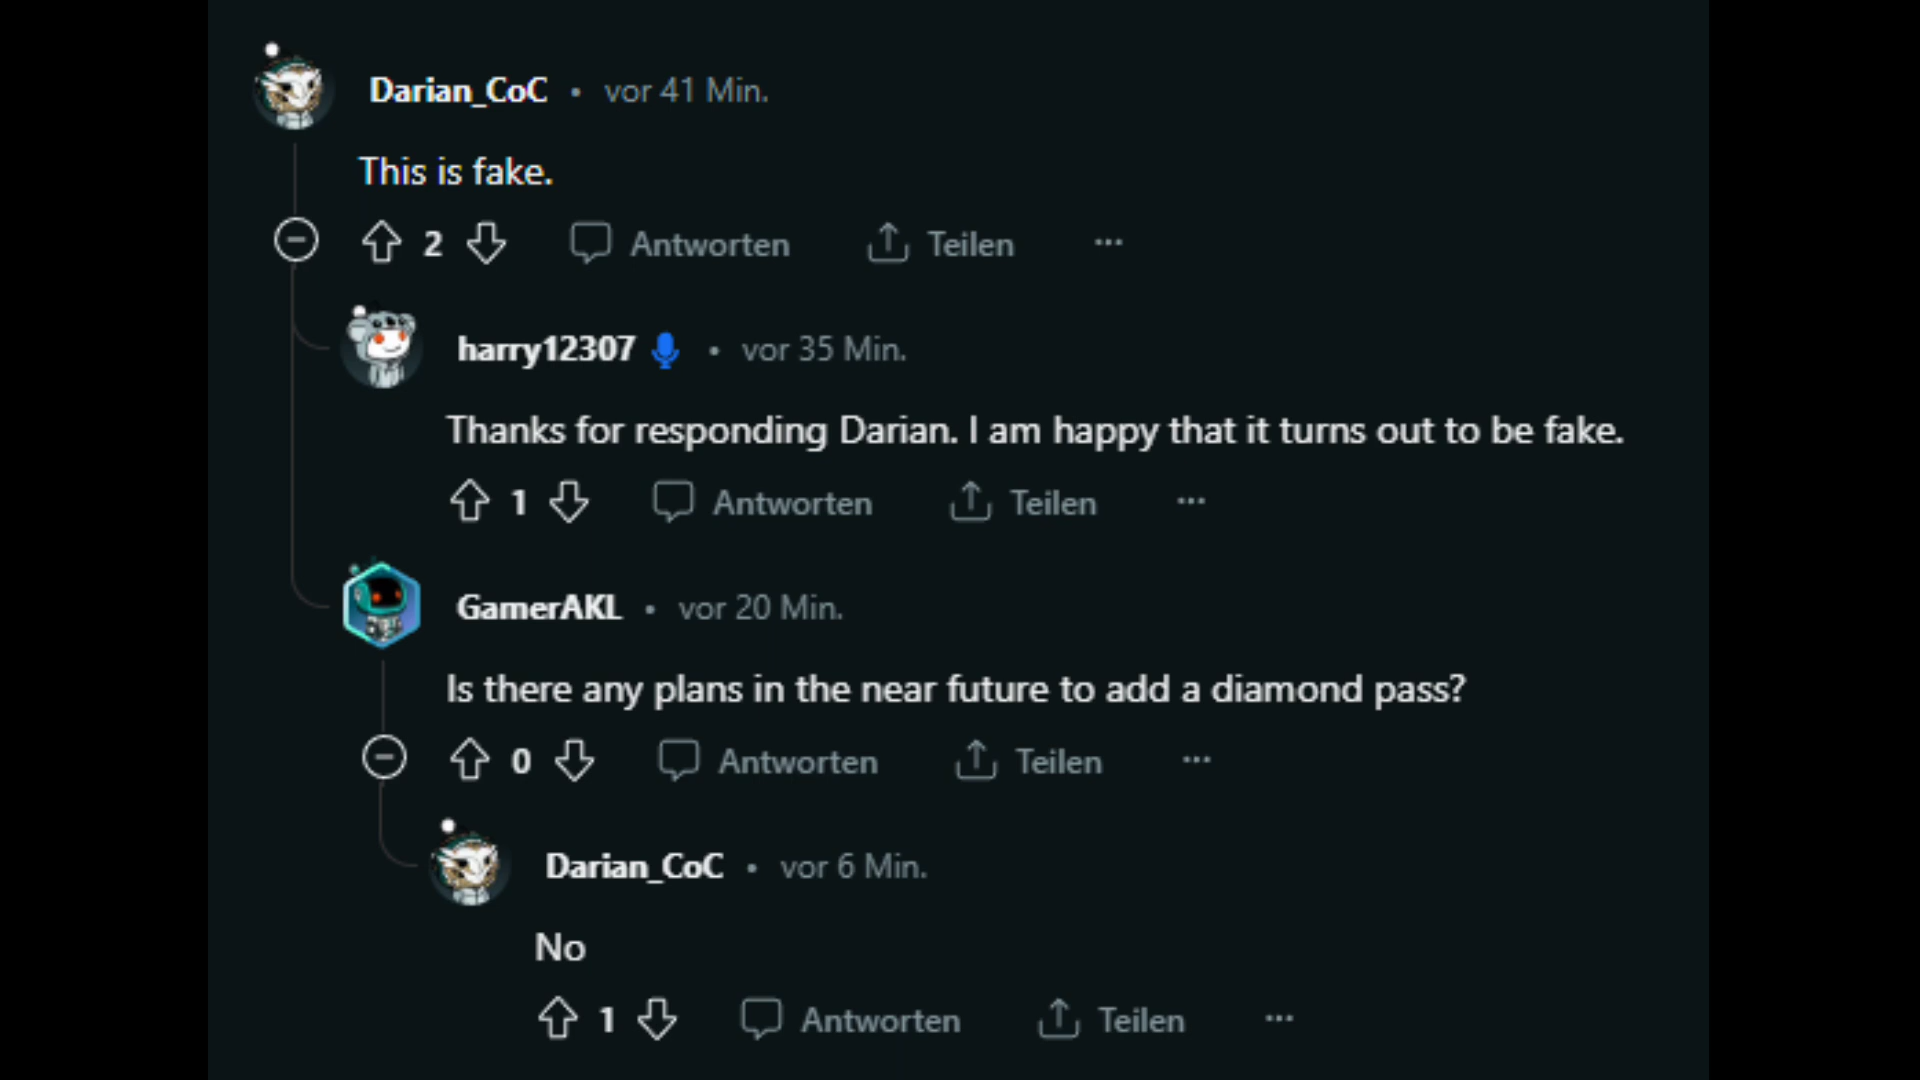 Darian_CoC • vor 41 Min.
This is fake.
2 Antworten Teilen ...
harry12307 • vor 35 Min.
Thanks for responding Darian. I am happy that it turns out to be fake.
1 Antworten Teilen ...
GamerAKL • vor 20 Min.
Is there any plans in the near future to add a diamond pass?
0 Antworten Teilen ...
Darian_CoC • vor 6 Min.
No
1 Antworten Teilen ...